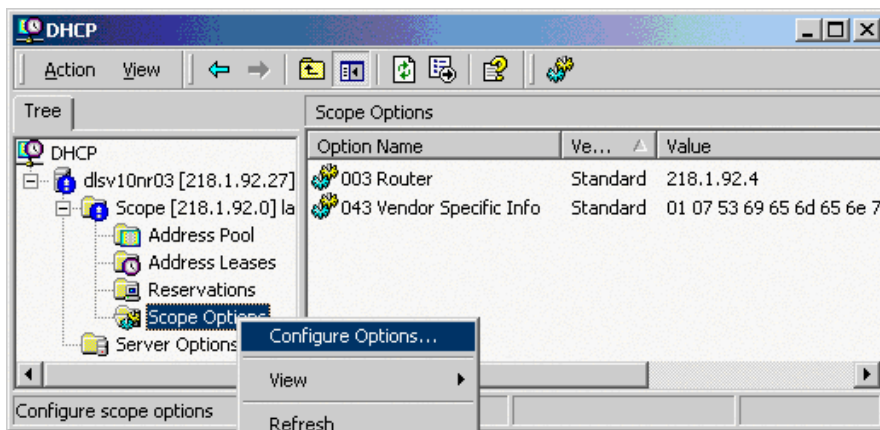 DHCP
Action View
Tree
Scope Options
Option Name Ve... Value
DHCP
dlsv10nr03 [218.1.92.27]
003 Router Standard 218.1.92.4
Scope [218.1.92.0] la
043 Vendor Specific Info Standard 01 07 53 69 65 6d 65 6e 7
Address Pool
Address Leases
Reservations
Scope Options
Configure Options...
Server Options
View
Configure scope options
Refresh